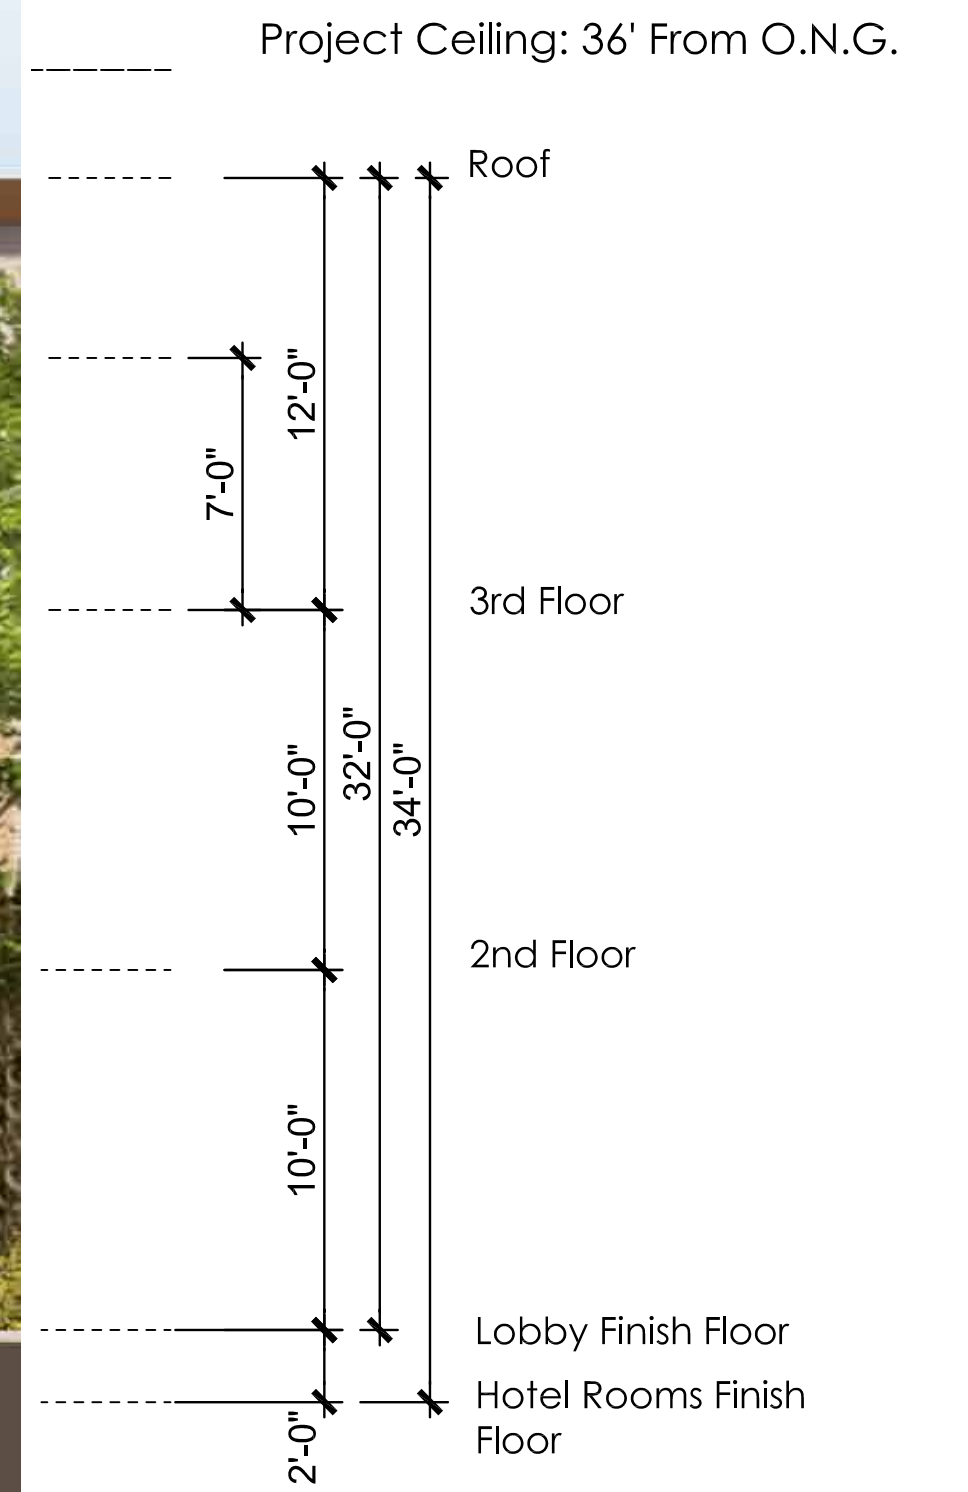 Project Ceiling: 36' From O.N.G.
Roof
12'-0"
7'-0"
3rd Floor
32'-0"
10'-0"
34'-0"
2nd Floor
10'-0"
Lobby Finish Floor
Hotel Rooms Finish
Floor
2'-0"